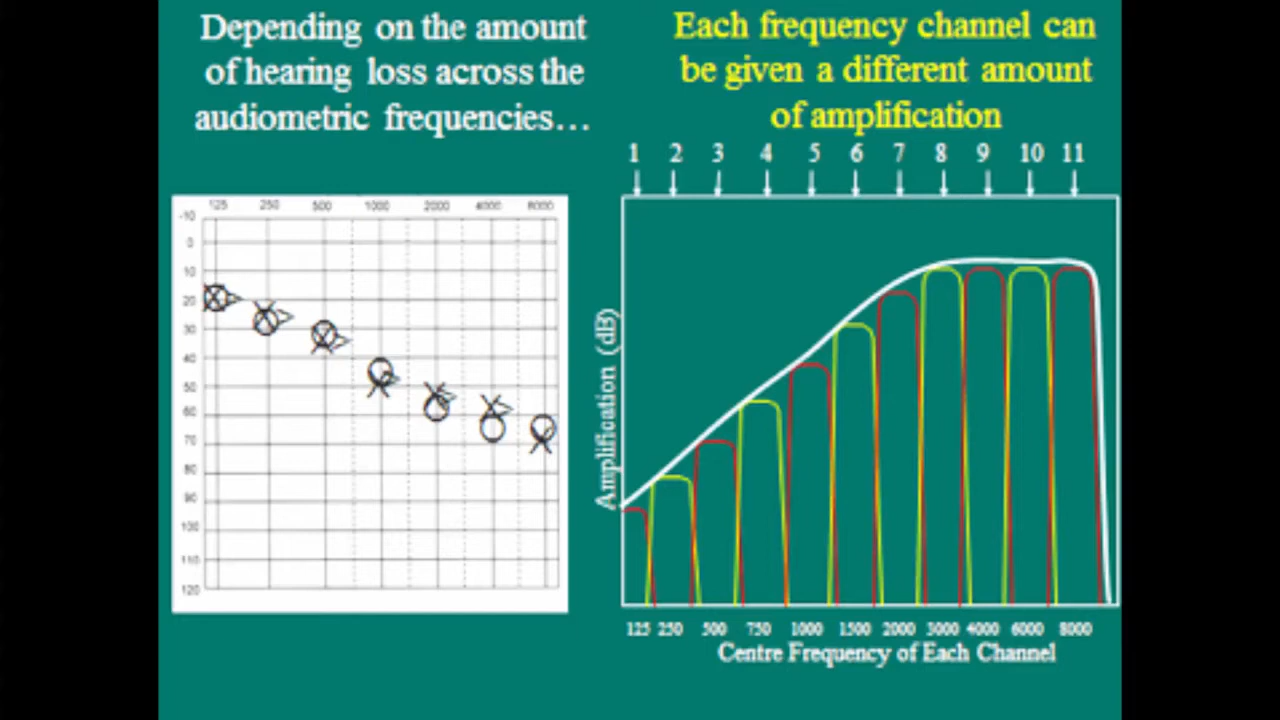 Depending on the amount
of hearing loss across the
audiometric frequencies...
125 250 500 1000 2000 4000 8000
-10
0
10
20
30
40
50
60
70
80
90
100
110
120
Each frequency channel can
be given a different amount
of amplification
1 2 3 4 5 6 7 8 9 10 11
Amplification (dB)
125 250 500 750 1000 1500 2000 3000 4000 6000 8000
Centre Frequency of Each Channel